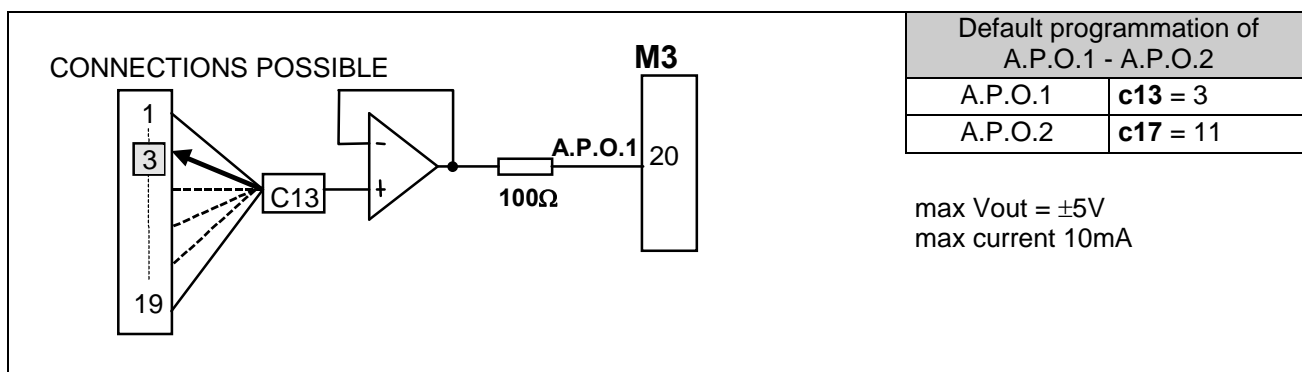 CONNECTIONS POSSIBLE
1
3
19
C13
-
+
A.P.O.1
100Ω
M3
20
Default programmation of
A.P.O.1 - A.P.O.2
A.P.O.1 c13 = 3
A.P.O.2 c17 = 11
max Vout = ±5V
max current 10mA